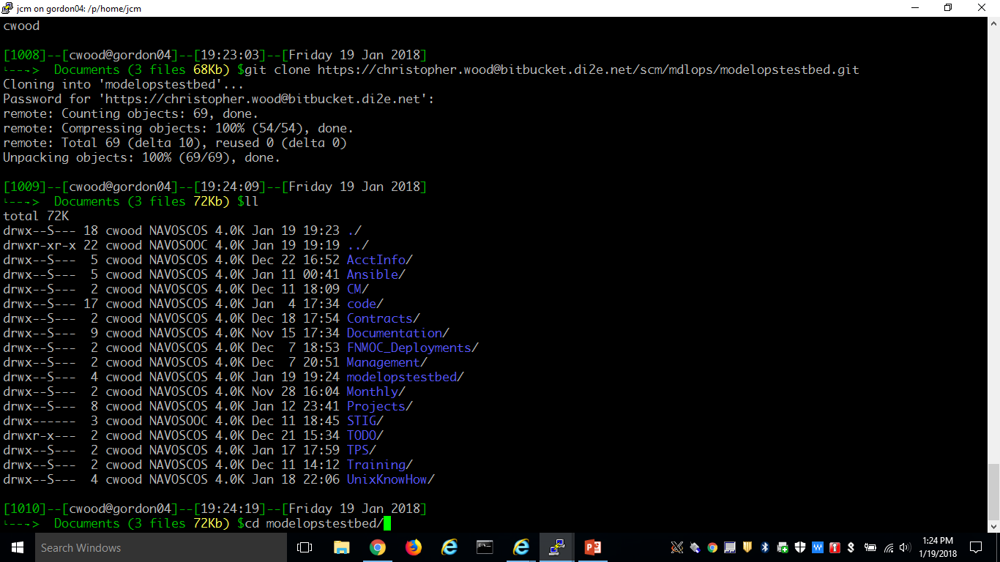 jcm on gordon04: /p/home/jcm
cwood
[1008]--[cwood@gordon04]--[19:23:03]--[Friday 19 Jan 2018]
---> Documents (3 files 68Kb) $git clone https://christopher.wood@bitbucket.di2e.net/scm/mdlops/modelopstestbed.git
Cloning into 'modelopstestbed'...
Password for 'https://christopher.wood@bitbucket.di2e.net':
remote: Counting objects: 69, done.
remote: Compressing objects: 100% (54/54), done.
remote: Total 69 (delta 10), reused 0 (delta 0)
Unpacking objects: 100% (69/69), done.
[1009]--[cwood@gordon04]--[19:24:09]--[Friday 19 Jan 2018]
---> Documents (3 files 72Kb) $ll
total 72K
drwx--S--- 18 cwood NAVOSCOS 4.0K Jan 19 19:23 ./
drwxr-xr-x 22 cwood NAVOSOOC 4.0K Jan 19 19:19 ../
drwx--S---  5 cwood NAVOSCOS 4.0K Dec 22 16:52 AcctInfo/
drwx--S---  5 cwood NAVOSCOS 4.0K Jan 11 00:41 Ansible/
drwx--S---  2 cwood NAVOSCOS 4.0K Dec 11 18:09 CM/
drwx--S--- 17 cwood NAVOSCOS 4.0K Jan  4 17:34 code/
drwx--S---  2 cwood NAVOSCOS 4.0K Dec 18 17:54 Contracts/
drwx--S---  9 cwood NAVOSCOS 4.0K Nov 15 17:34 Documentation/
drwx--S---  2 cwood NAVOSCOS 4.0K Dec  7 18:53 FNMOC_Deployments/
drwx--S---  2 cwood NAVOSCOS 4.0K Dec  7 20:51 Management/
drwx--S---  4 cwood NAVOSCOS 4.0K Jan 19 19:24 modelopstestbed/
drwx--S---  2 cwood NAVOSCOS 4.0K Nov 28 16:04 Monthly/
drwx--S---  8 cwood NAVOSCOS 4.0K Jan 12 23:41 Projects/
drwx------  3 cwood NAVOSOOC 4.0K Dec 11 18:45 STIG/
drwxr-x---  2 cwood NAVOSCOS 4.0K Dec 21 15:34 TODO/
drwx--S---  2 cwood NAVOSCOS 4.0K Jan 17 17:59 TPS/
drwx--S---  2 cwood NAVOSCOS 4.0K Dec 11 14:12 Training/
drwx--S---  4 cwood NAVOSCOS 4.0K Jan 18 22:06 UnixKnowHow/
[1010]--[cwood@gordon04]--[19:24:19]--[Friday 19 Jan 2018]
---> Documents (3 files 72Kb) $cd modelopstestbed/
Search Windows
1:24 PM
1/19/2018